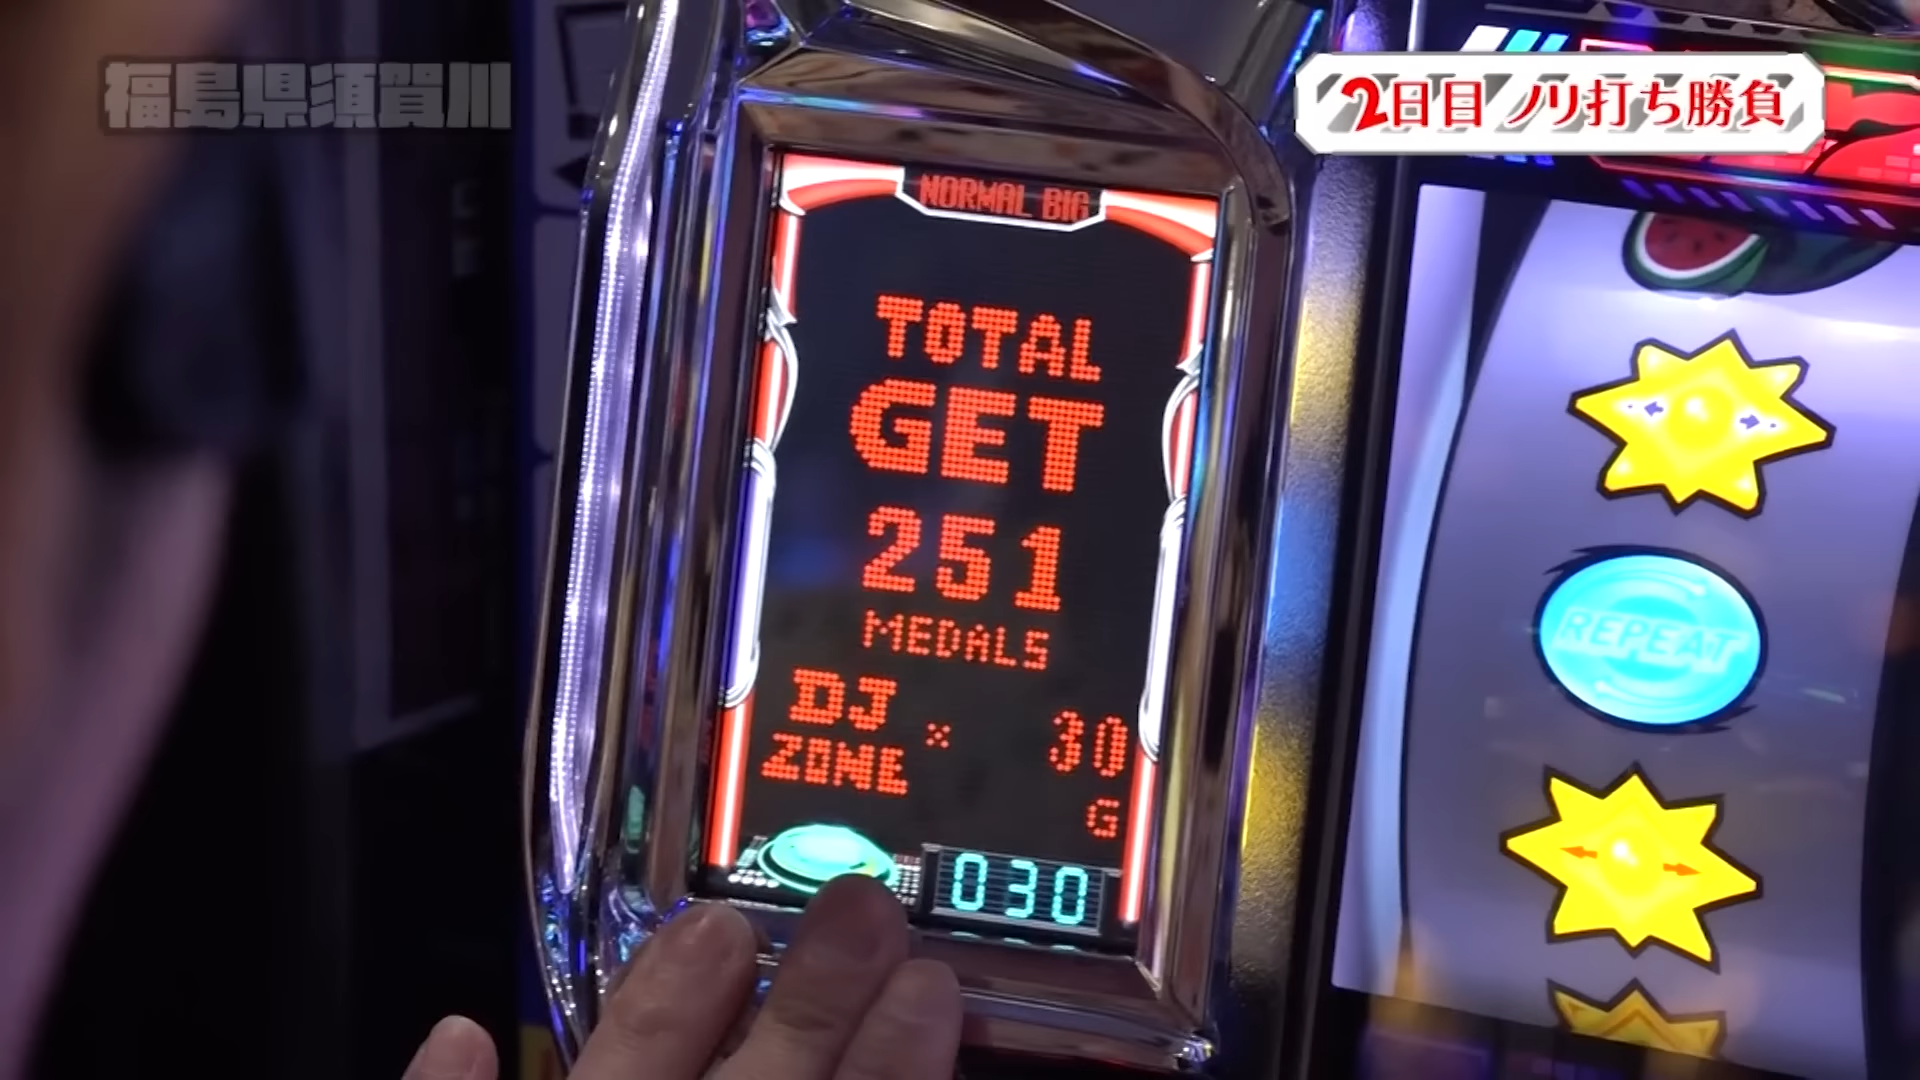 福島県須賀川
2日目 ノリ打ち勝負
NORMAL BIG
TOTAL
GET
251
MEDALS
DJ
ZONE
×
30
G
030
REPEAT